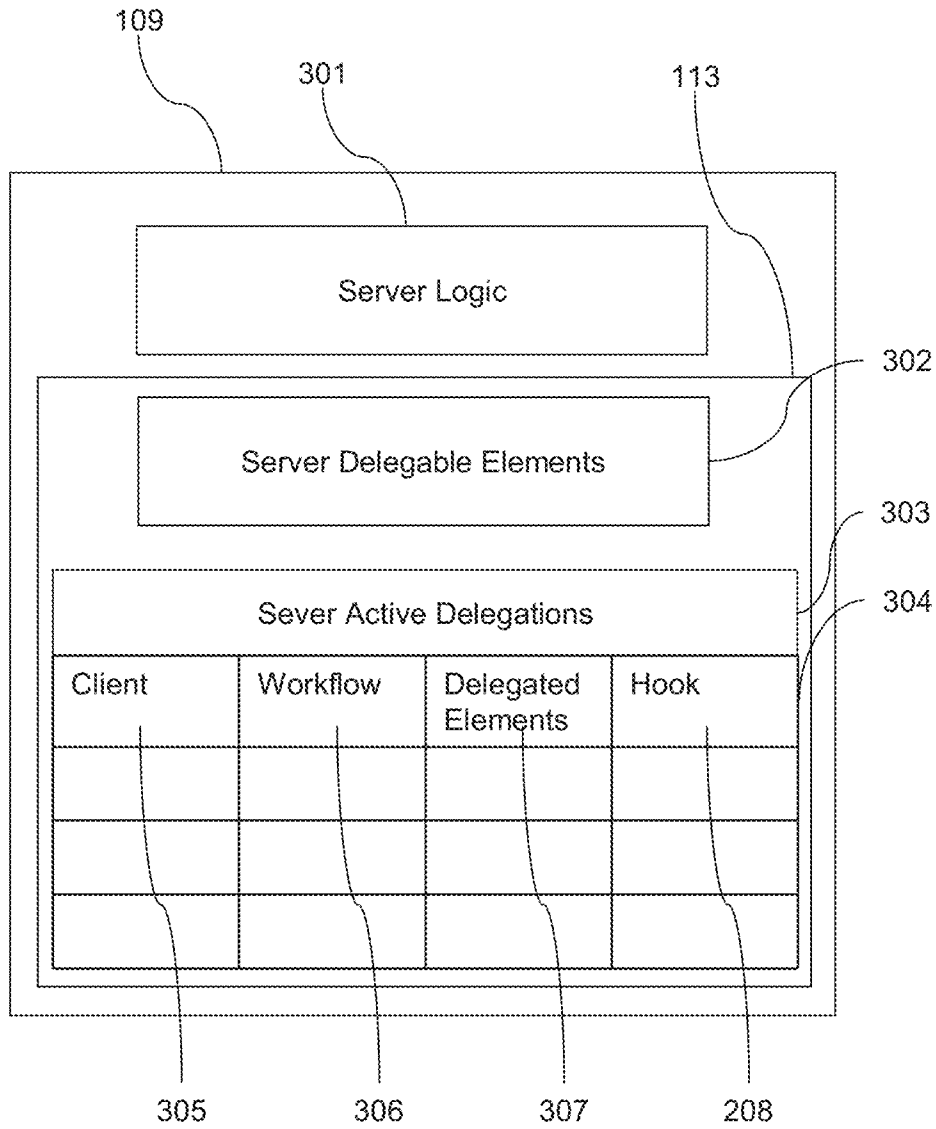 109
301
113
Server Logic
302
Server Delegable Elements
303
Sever Active Delegations
304
Client
Workflow
Delegated
Elements
Hook
305
306
307
208